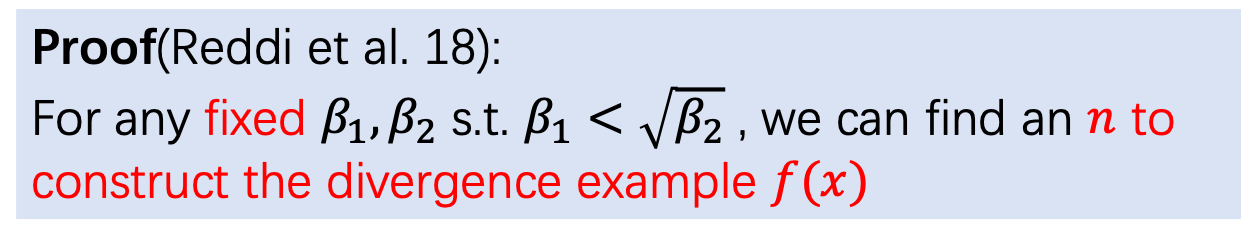 Proof(Reddi et al. 18):
For any fixed β₁, β₂ s.t. β₁ < √β₂ , we can find an n to
construct the divergence example f(x)